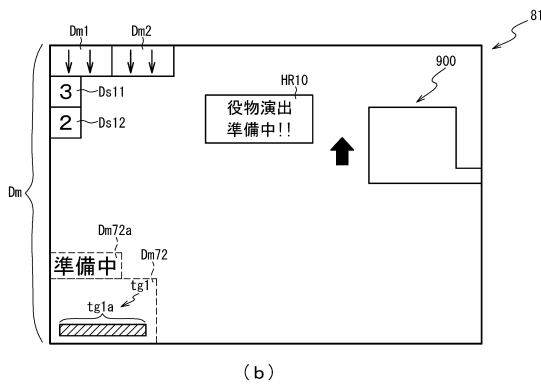 81
Dm1 Dm2
900
↓ ↓ ↓ ↓
HR10
3 Ds11
役物演出
準備中!!
2 Ds12
Dm
Dm72a
準備中
Dm72
tg1
tg1a
(b)